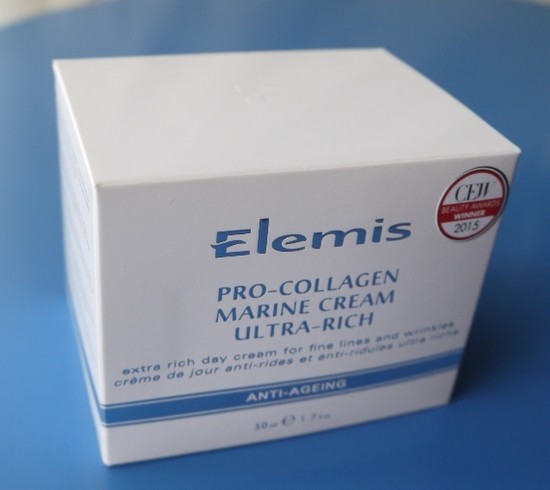 CEW
BEAUTY AWARDS
WINNER
2015
Elemis
PRO-COLLAGEN
MARINE CREAM
ULTRA-RICH
extra rich day cream for fine lines and wrinkles
crème de jour anti-rides et anti-ridules ultra riche
ANTI-AGEING
50 ml ℮ 1.7 fl.oz.